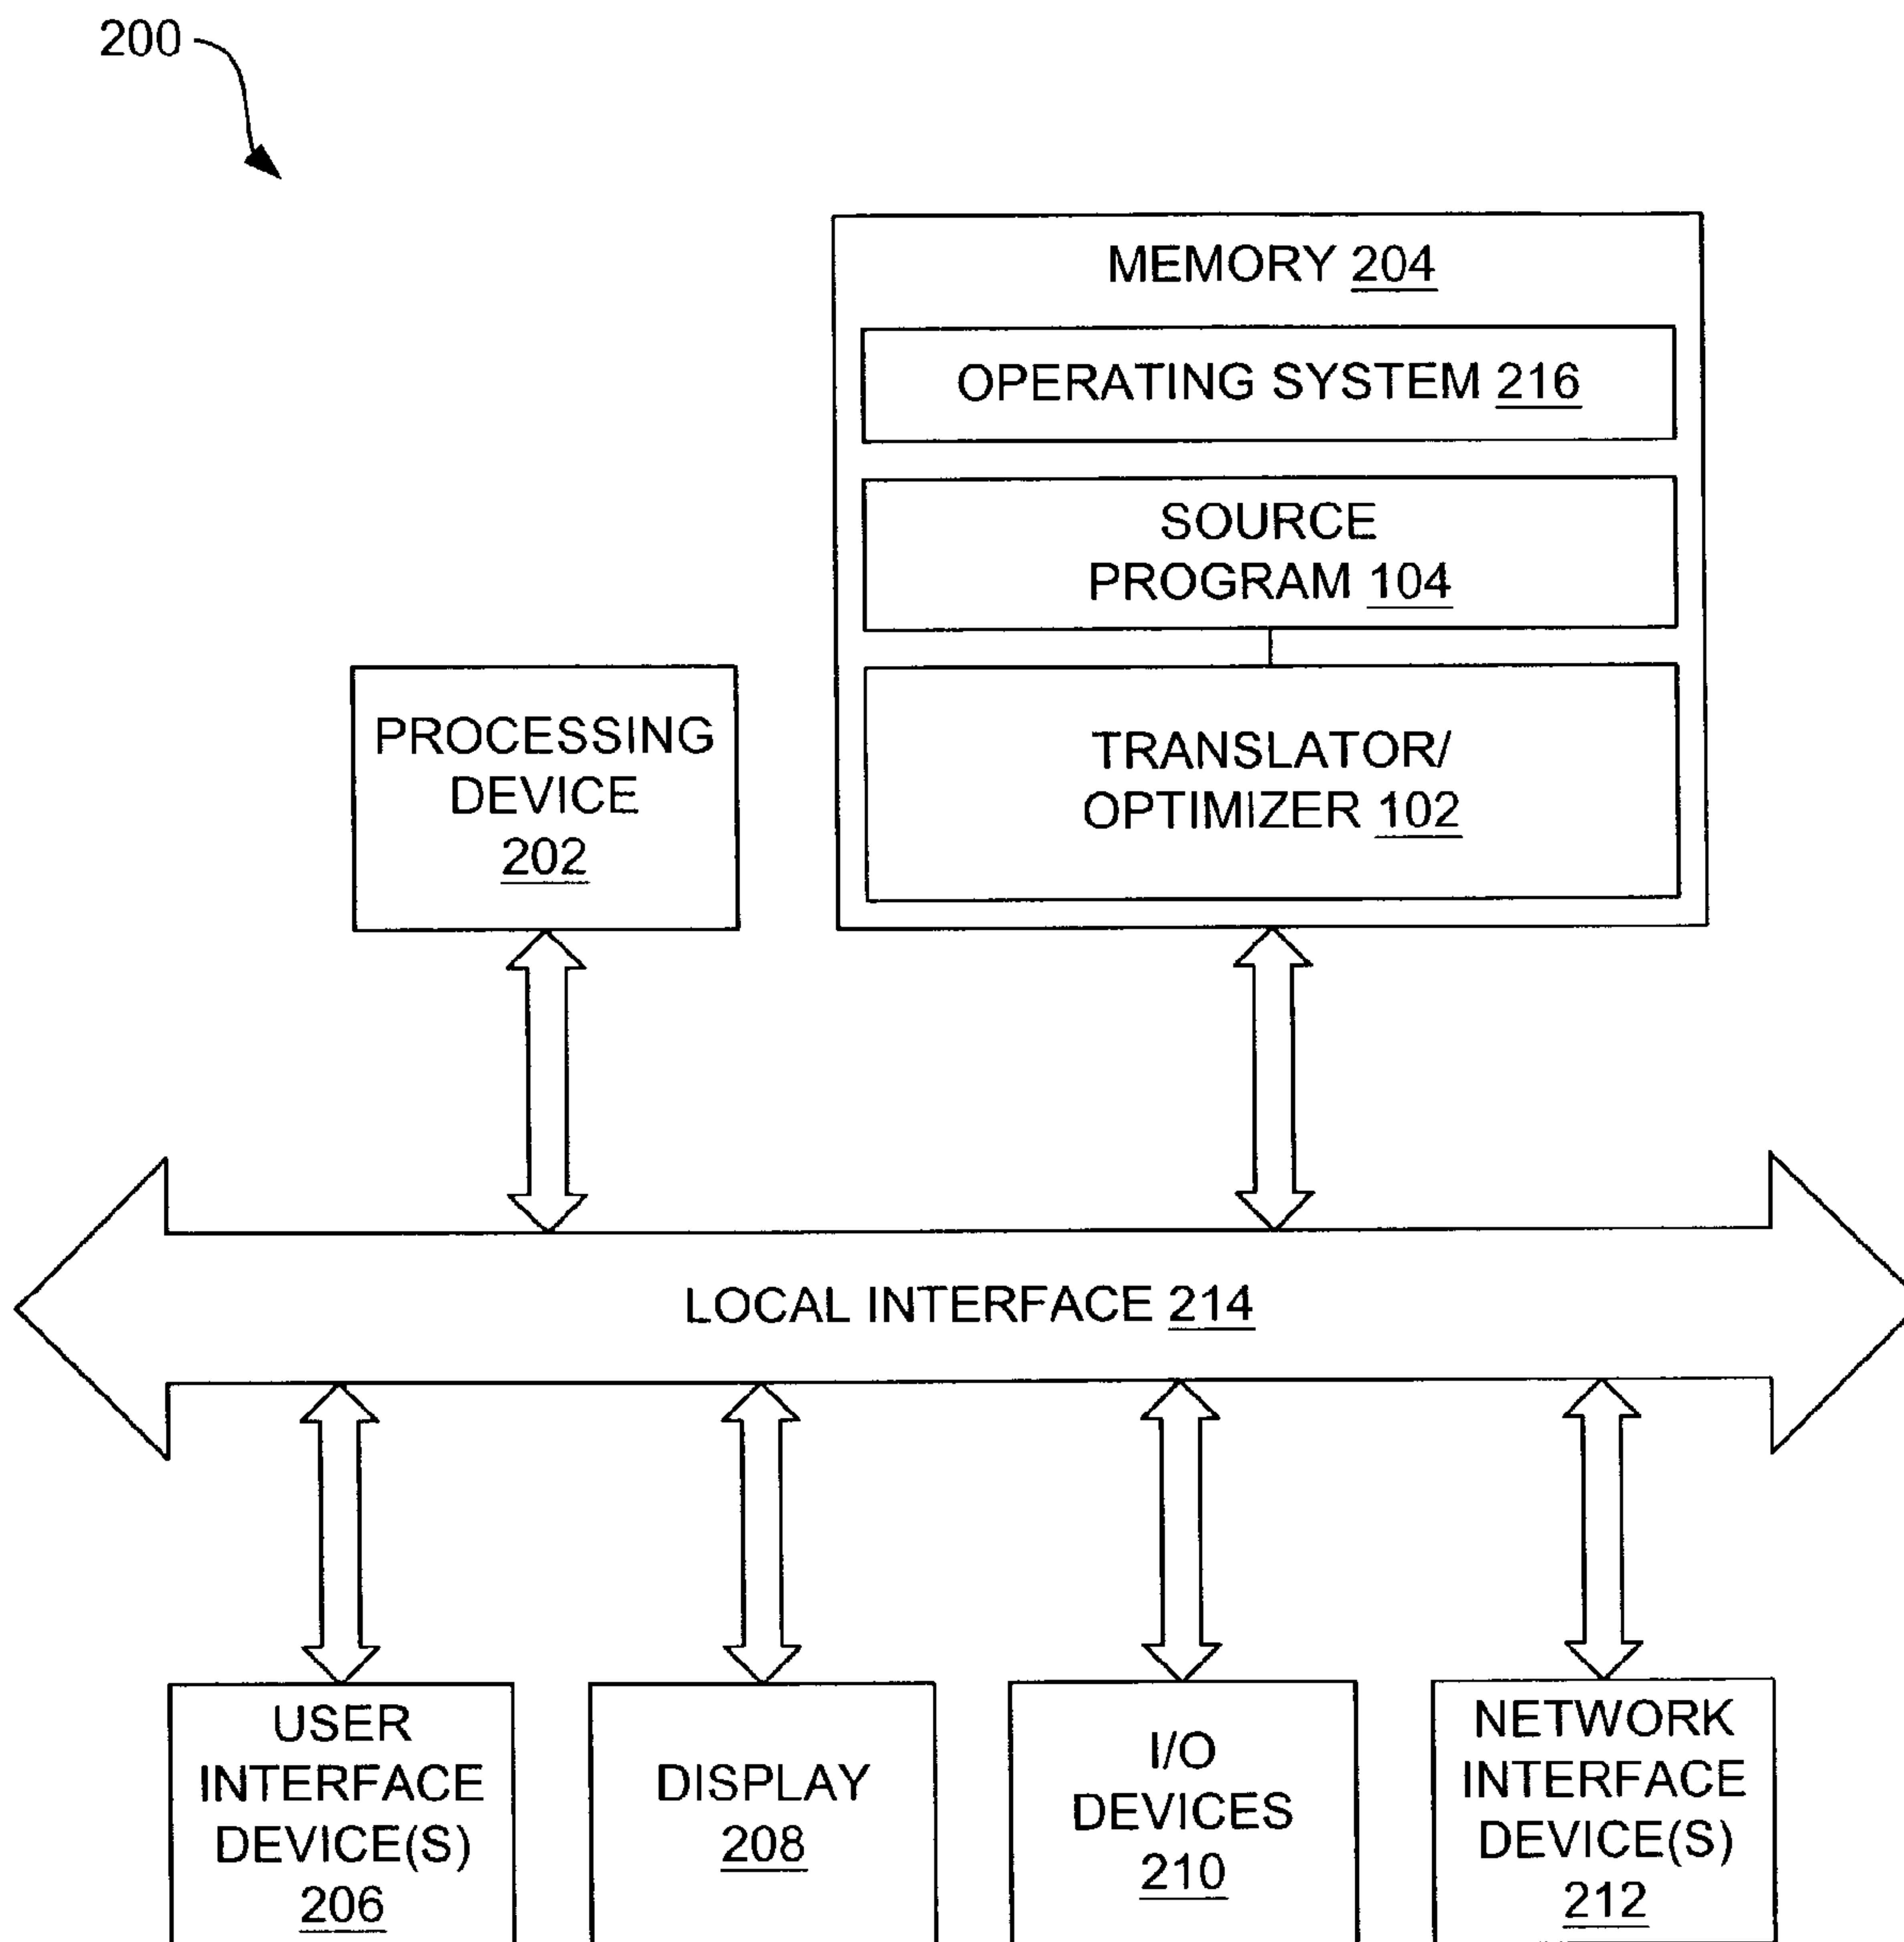 200
MEMORY 204
OPERATING SYSTEM 216
SOURCE
PROGRAM 104
TRANSLATOR/
OPTIMIZER 102
PROCESSING
DEVICE
202
LOCAL INTERFACE 214
USER
INTERFACE
DEVICE(S)
206
DISPLAY
208
I/O
DEVICES
210
NETWORK
INTERFACE
DEVICE(S)
212